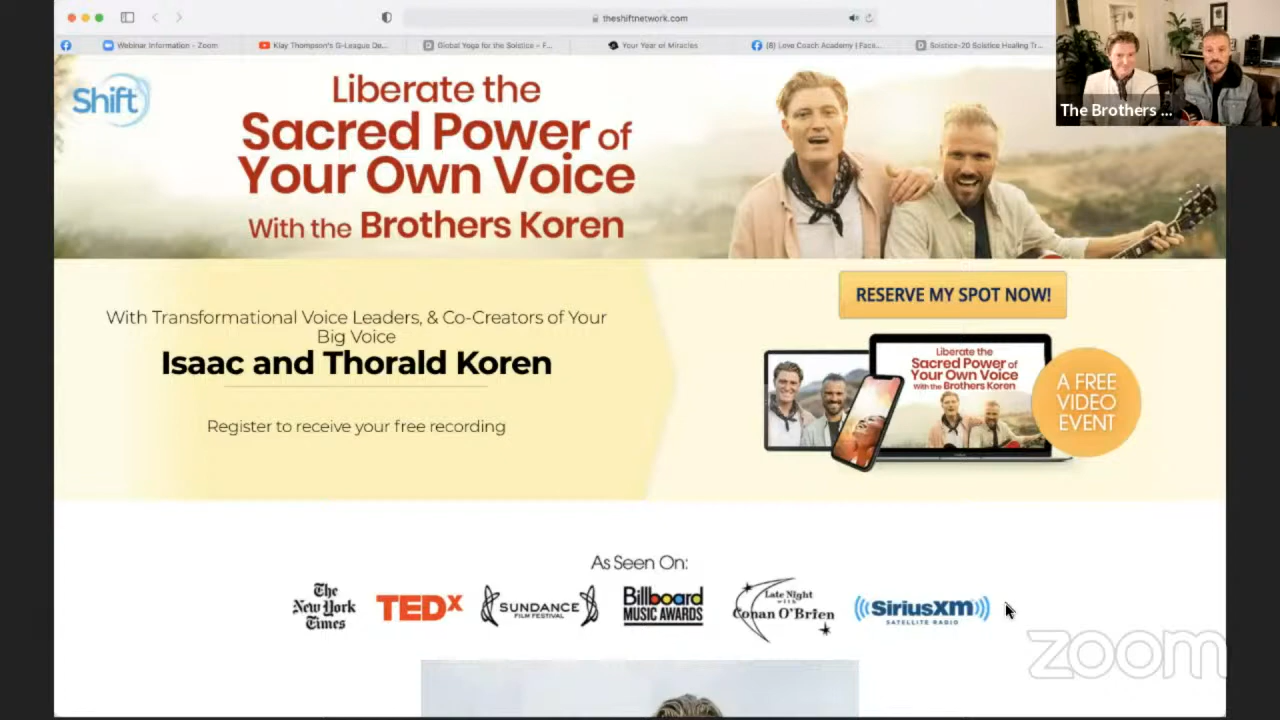 theshiftnetwork.com
Webinar Information - Zoom
Klay Thompson's G-League De...
Global Yoga for the Solstice - F...
Your Year of Miracles
(8) Love Coach Academy | Face...
Solstice-20 Solstice Healing Tr...
The Brothers ...
Shift
Liberate the
Sacred Power of
Your Own Voice
With the Brothers Koren
RESERVE MY SPOT NOW!
With Transformational Voice Leaders, & Co-Creators of Your
Big Voice
Isaac and Thorald Koren
Register to receive your free recording
Liberate the
Sacred Power of
Your Own Voice
With the Brothers Koren
A FREE
VIDEO
EVENT
As Seen On:
The
New York
Times
TEDx
SUNDANCE
FILM FESTIVAL
Billboard
MUSIC AWARDS
Late Night
with
Conan O'Brien
SiriusXM
SATELLITE RADIO
zoom